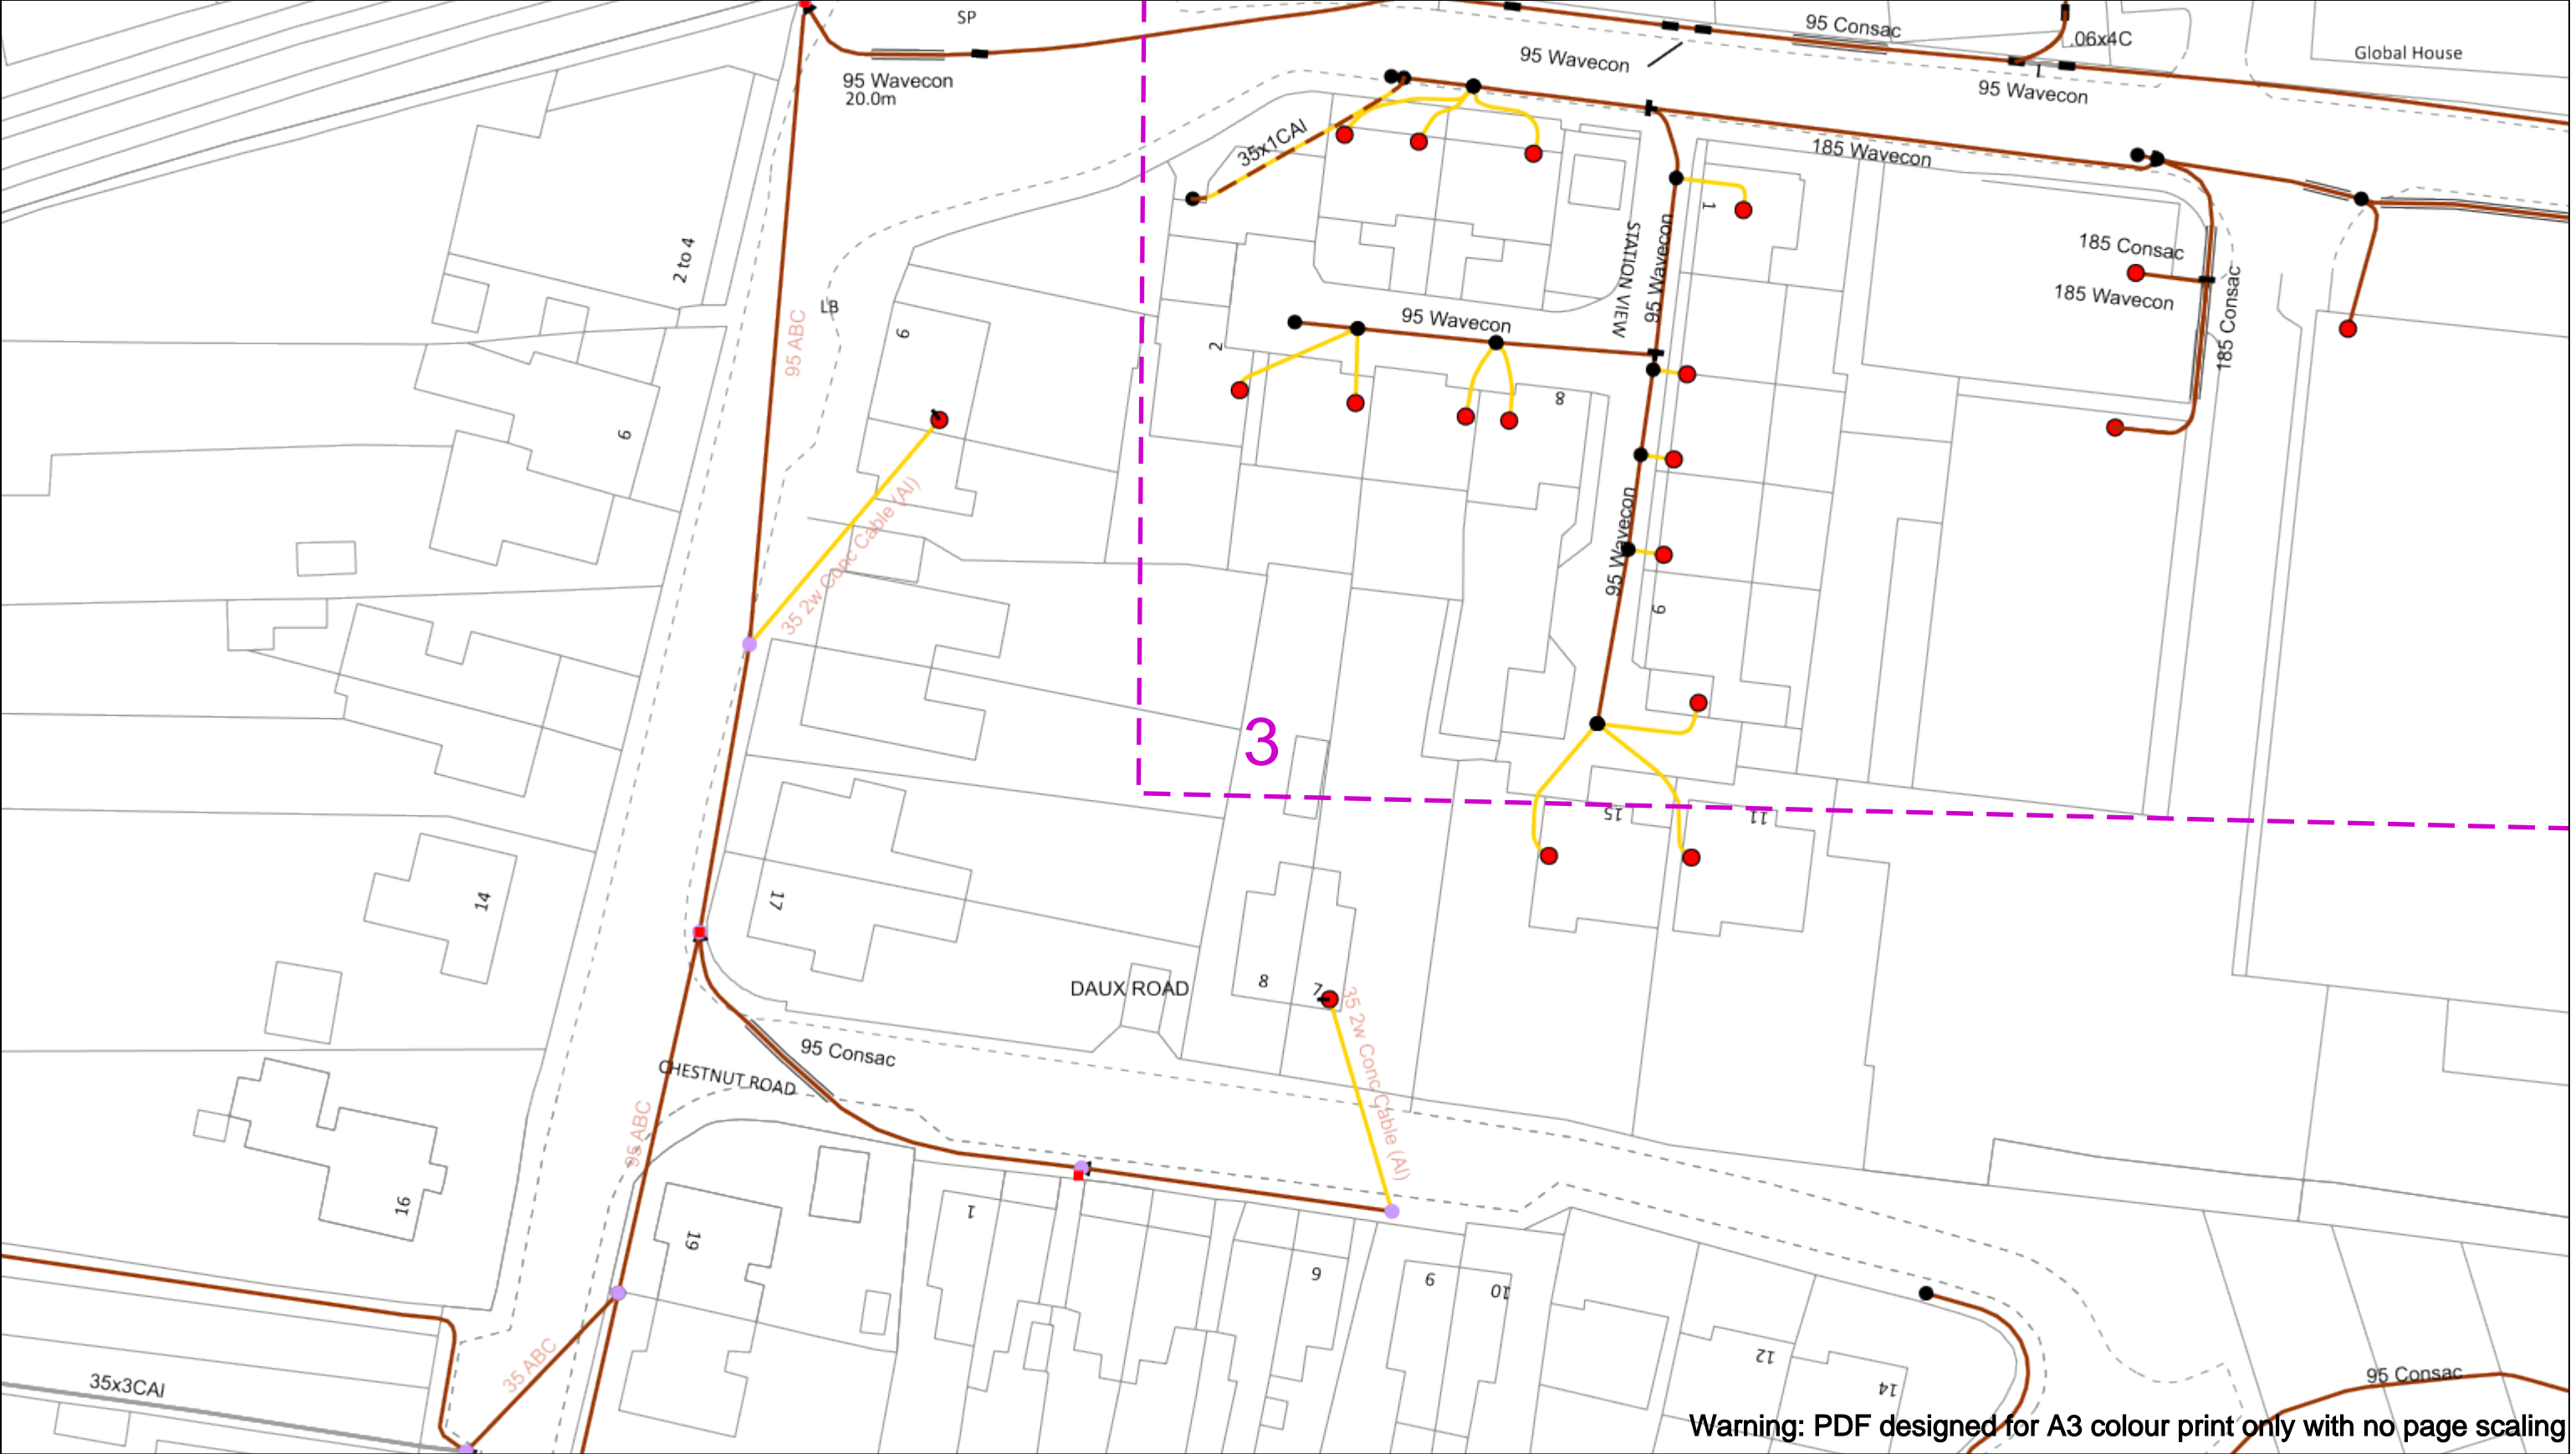 SP
95 Consac
.06x4C
Global House
95 Wavecon
95 Wavecon
20.0m
95 Wavecon
35x1CAl
185 Wavecon
1
STATION VIEW
95 Wavecon
2 to 4
LB
95 ABC
6
2
95 Wavecon
185 Consac
185 Wavecon
185 Consac
8
6
35 2w Conc Cable (Al)
95 Wavecon
9
3
15
11
14
17
8
7
DAUX ROAD
35 2w Conc Cable (Al)
95 Consac
CHESTNUT ROAD
95 ABC
16
19
1
6
9
10
12
14
35 ABC
35x3CAl
95 Consac
Warning: PDF designed for A3 colour print only with no page scaling